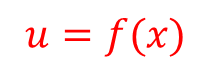 u = f(x)